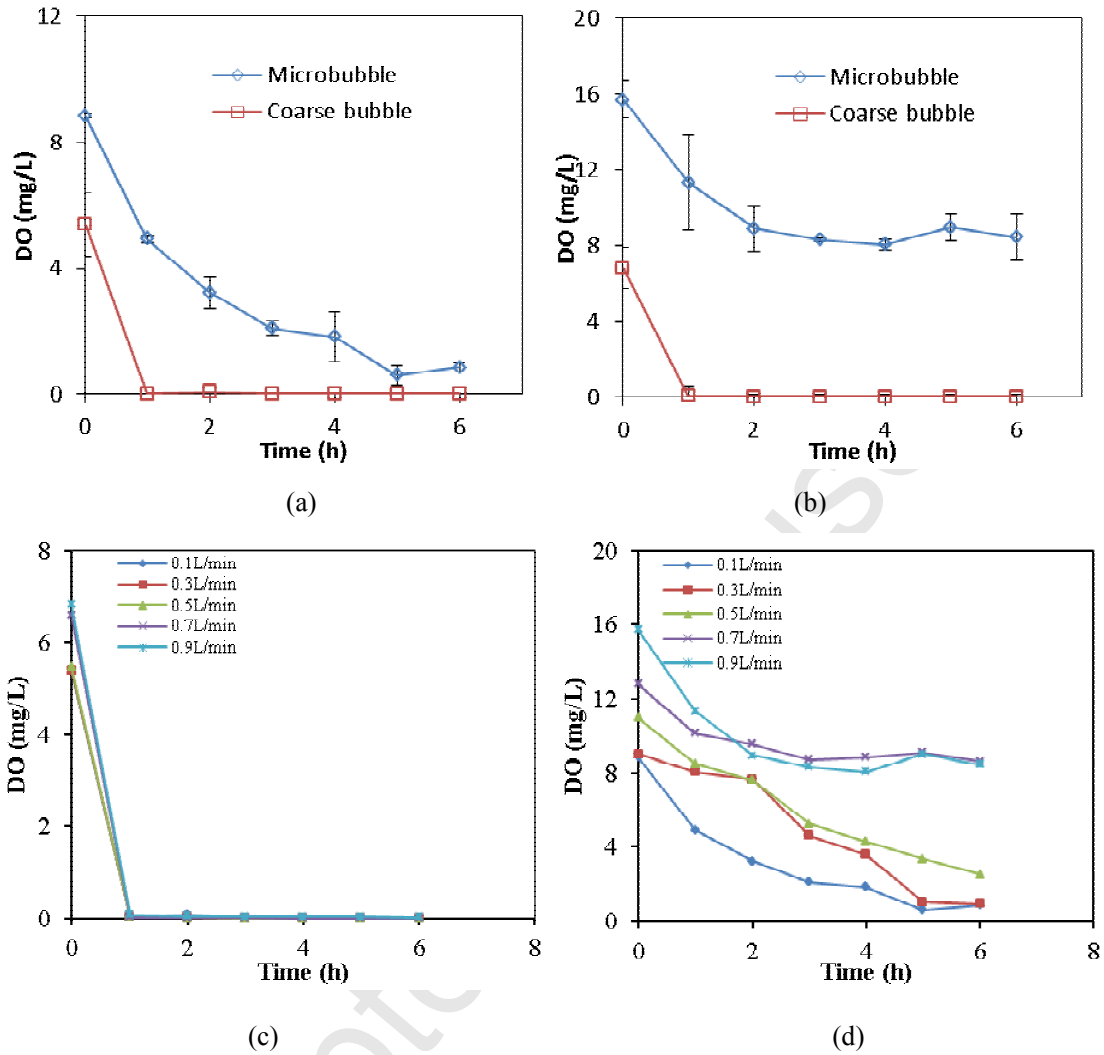 12
8
4
0
DO (mg/L)
Microbubble
Coarse bubble
0
2
4
6
Time (h)
(a)
20
16
12
8
4
0
DO (mg/L)
Microbubble
Coarse bubble
0
2
4
6
Time (h)
(b)
8
6
4
2
0
DO (mg/L)
0.1L/min
0.3L/min
0.5L/min
0.7L/min
0.9L/min
0
2
4
6
8
Time (h)
(c)
20
16
12
8
4
0
DO (mg/L)
0.1L/min
0.3L/min
0.5L/min
0.7L/min
0.9L/min
0
2
4
6
8
Time (h)
(d)